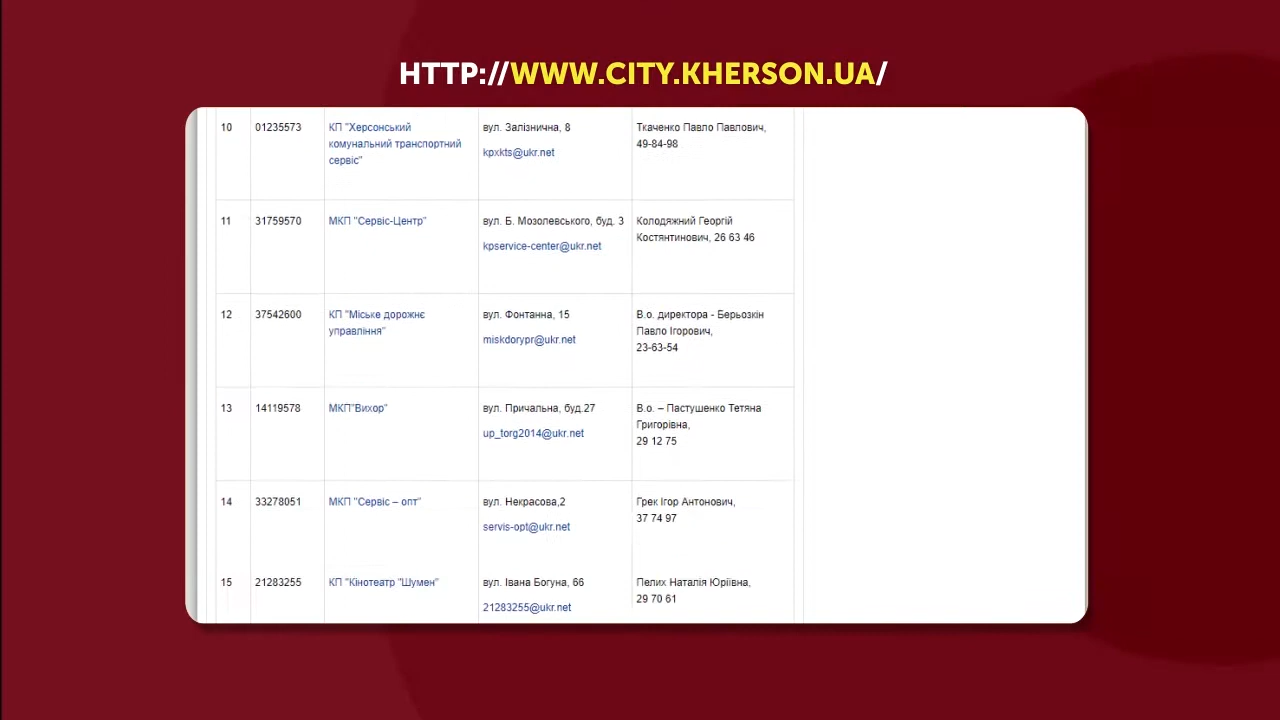 HTTP://WWW.CITY.KHERSON.UA/
10
01235573
КП "Херсонський
комунальний транспортний
сервіс"
вул. Залізнична, 8
kpxkts@ukr.net
Ткаченко Павло Павлович,
49-84-98
11
31759570
МКП "Сервіс-Центр"
вул. Б. Мозолевського, буд. 3
kpservice-center@ukr.net
Колодяжний Георгій
Костянтинович, 26 63 46
12
37542600
КП "Міське дорожнє
управління"
вул. Фонтанна, 15
miskdorypr@ukr.net
В.о. директора - Берьозкін
Павло Ігорович,
23-63-54
13
14119578
МКП"Вихор"
вул. Причальна, буд.27
up_torg2014@ukr.net
В.о. – Пастушенко Тетяна
Григорівна,
29 12 75
14
33278051
МКП "Сервіс – опт"
вул. Некрасова,2
servis-opt@ukr.net
Грек Ігор Антонович,
37 74 97
15
21283255
КП "Кінотеатр "Шумен"
вул. Івана Богуна, 66
21283255@ukr.net
Пелих Наталія Юріївна,
29 70 61